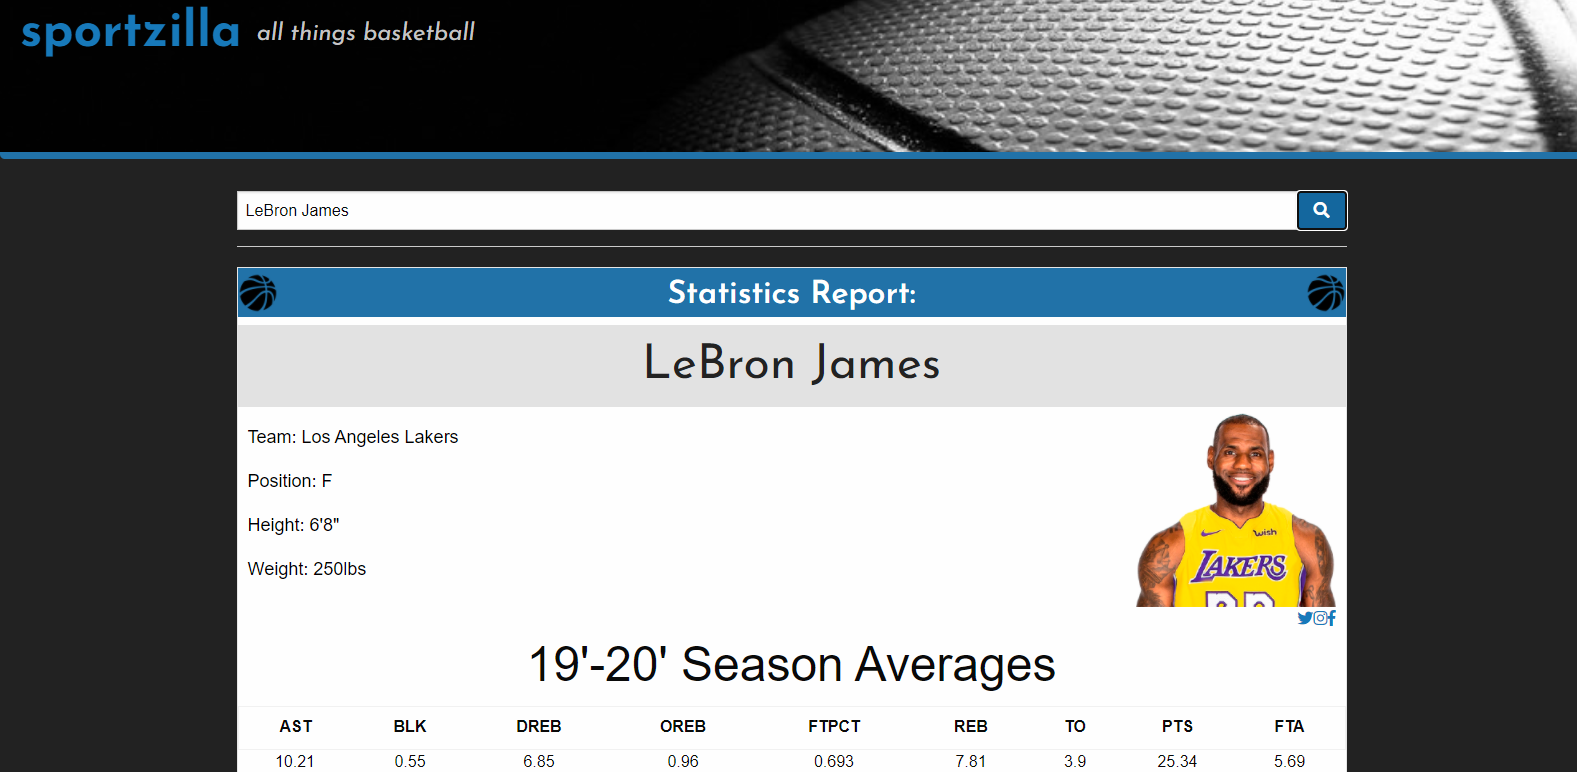 sportzilla all things basketball
LeBron James
Statistics Report:
LeBron James
Team: Los Angeles Lakers
Position: F
Height: 6'8"
Weight: 250lbs
wish
LAKERS
19'-20' Season Averages
AST BLK DREB OREB FTPCT REB TO PTS FTA
10.21 0.55 6.85 0.96 0.693 7.81 3.9 25.34 5.69